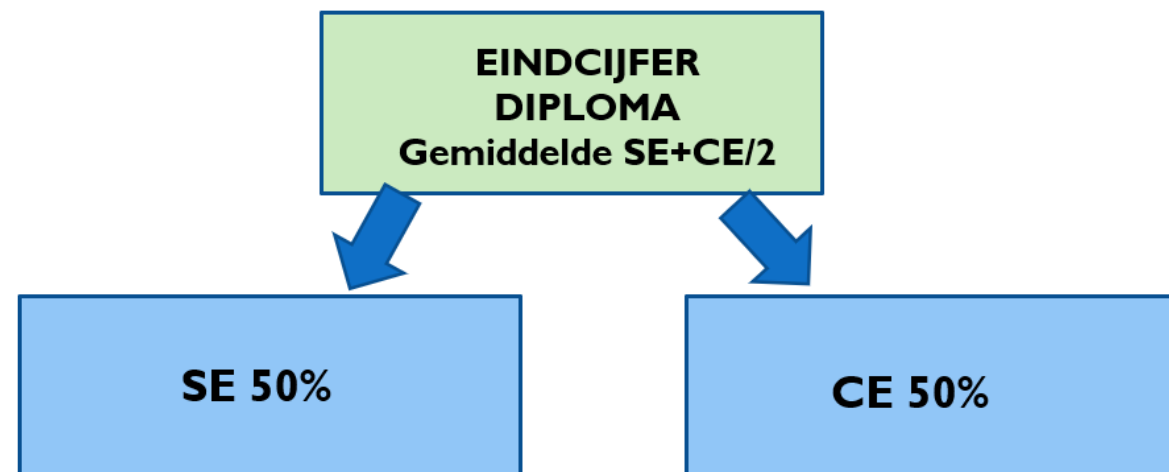 EINDCIJFER
DIPLOMA
Gemiddelde SE+CE/2
SE 50%
CE 50%